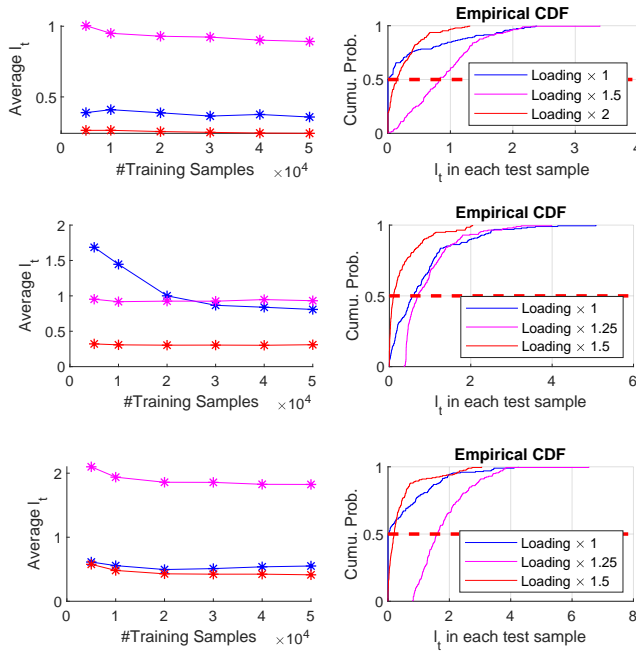 Empirical CDF
1
0.5
Average I_t
0 1 2 3 4 5
#Training Samples ×10^4
1
0.5
0
Cumu. Prob.
Loading × 1
Loading × 1.5
Loading × 2
0 1 2 3 4
I_t in each test sample
Empirical CDF
2
1.5
1
0.5
0
Average I_t
0 1 2 3 4 5
#Training Samples ×10^4
1
0.5
0
Cumu. Prob.
Loading × 1
Loading × 1.25
Loading × 1.5
0 2 4 6
I_t in each test sample
Empirical CDF
2
1
0
Average I_t
0 1 2 3 4 5
#Training Samples ×10^4
1
0.5
0
Cumu. Prob.
Loading × 1
Loading × 1.25
Loading × 1.5
0 2 4 6 8
I_t in each test sample